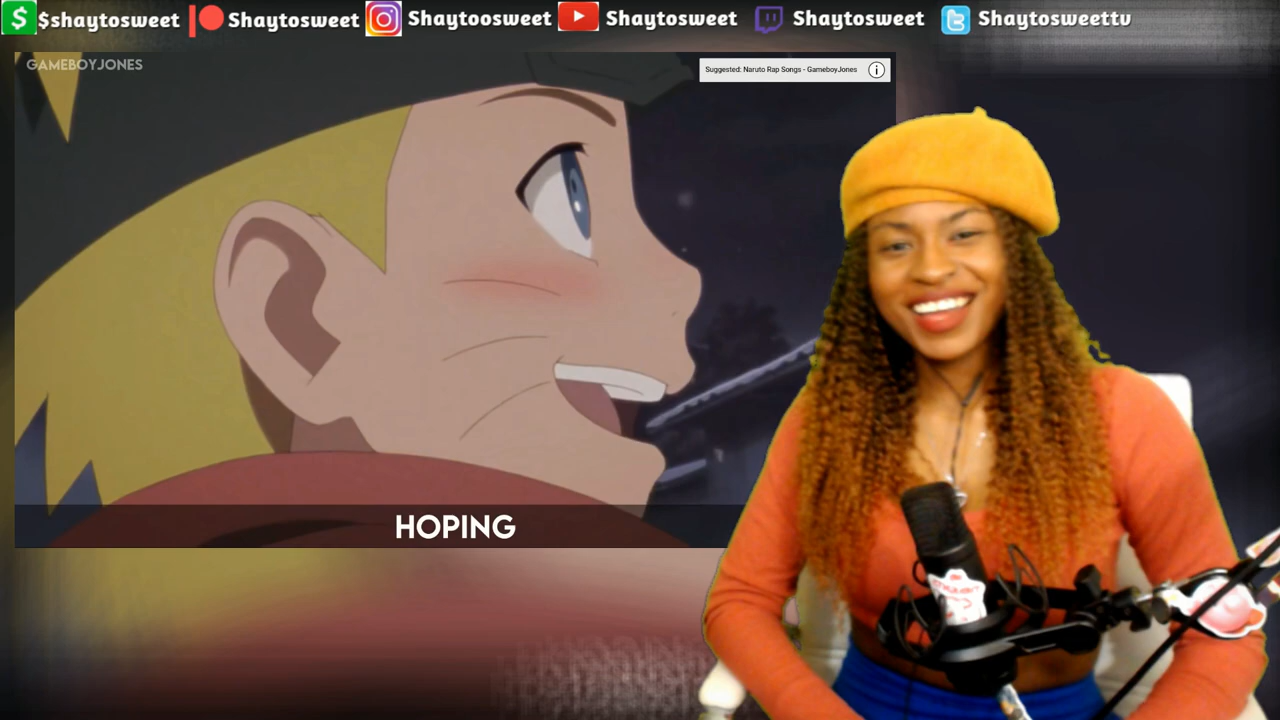 $shaytosweet Shaytosweet Shaytoosweet Shaytosweet Shaytosweet Shaytosweettv
GAMEBOYJONES
Suggested: Naruto Rap Songs - GameboyJones
HOPING